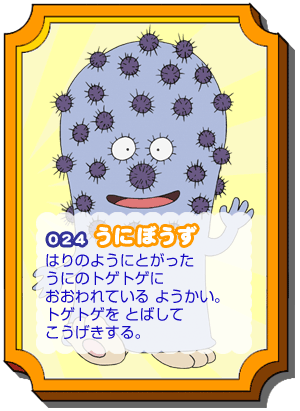 024 うにぼうず
はりのようにとがった
うにのトゲトゲに
おおわれている ようかい。
トゲトゲを とばして
こうげきする。